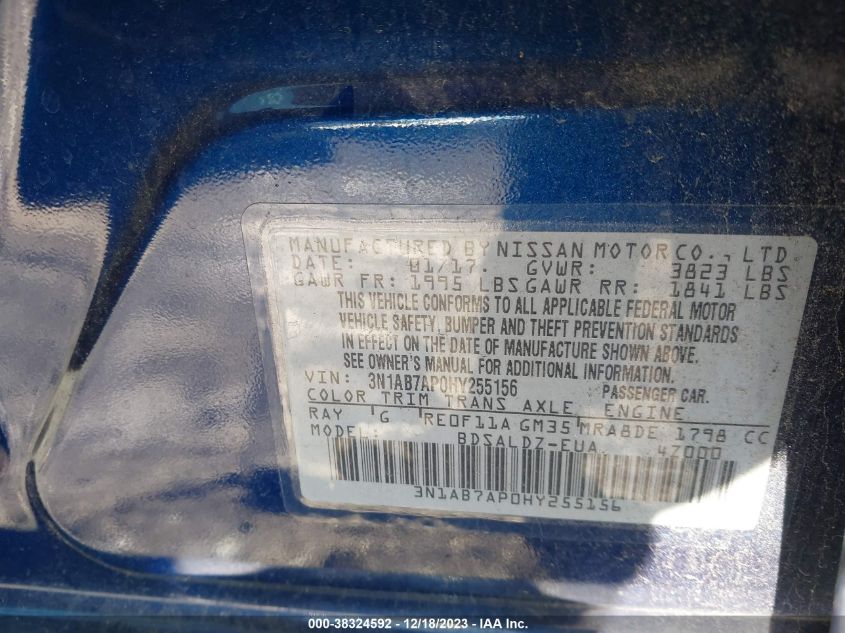 MANUFACTURED BY NISSAN MOTOR CO., LTD
DATE: 01/17. GVWR: 3823 LBS
GAWR FR: 1995 LBS GAWR RR: 1841 LBS
THIS VEHICLE CONFORMS TO ALL APPLICABLE FEDERAL MOTOR
VEHICLE SAFETY, BUMPER AND THEFT PREVENTION STANDARDS
IN EFFECT ON THE DATE OF MANUFACTURE SHOWN ABOVE.
SEE OWNER'S MANUAL FOR ADDITIONAL INFORMATION.
VIN: 3N1AB7AP0HY255156 PASSENGER CAR.
COLOR TRIM TRANS AXLE ENGINE
RAY G RE0F11A GM35 MRA8DE 1798 CC
MODEL: BDSALDZ-EUA 47000
3N1AB7AP0HY255156
000-38324592 - 12/18/2023 - IAA Inc.